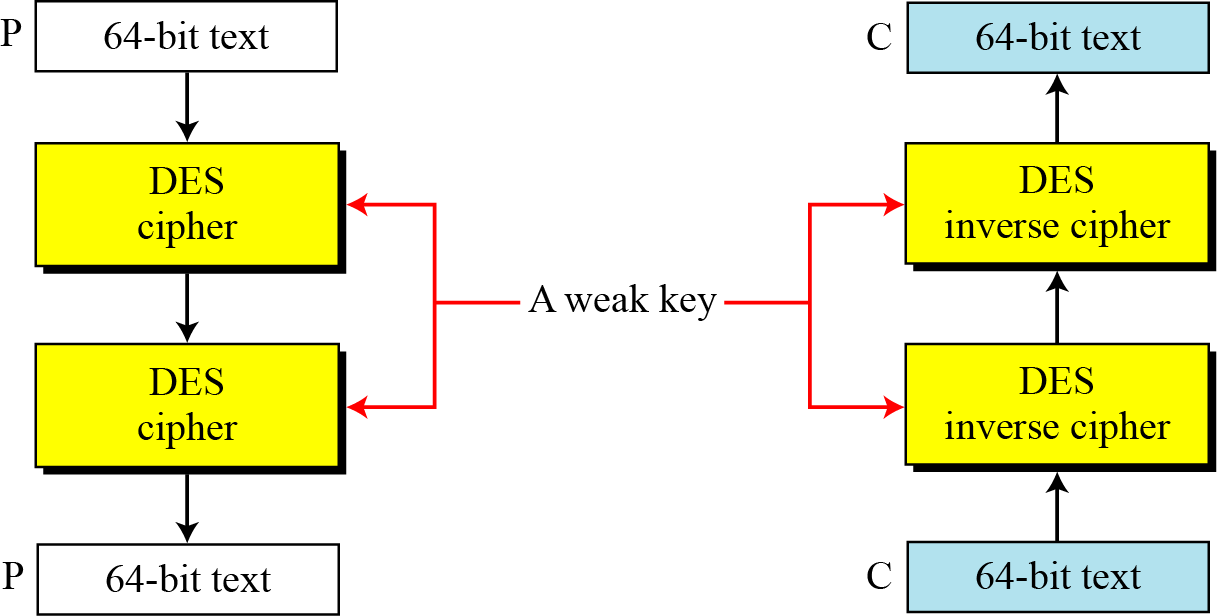 P 64-bit text
DES
cipher
DES
cipher
P 64-bit text
A weak key
C 64-bit text
DES
inverse cipher
DES
inverse cipher
C 64-bit text